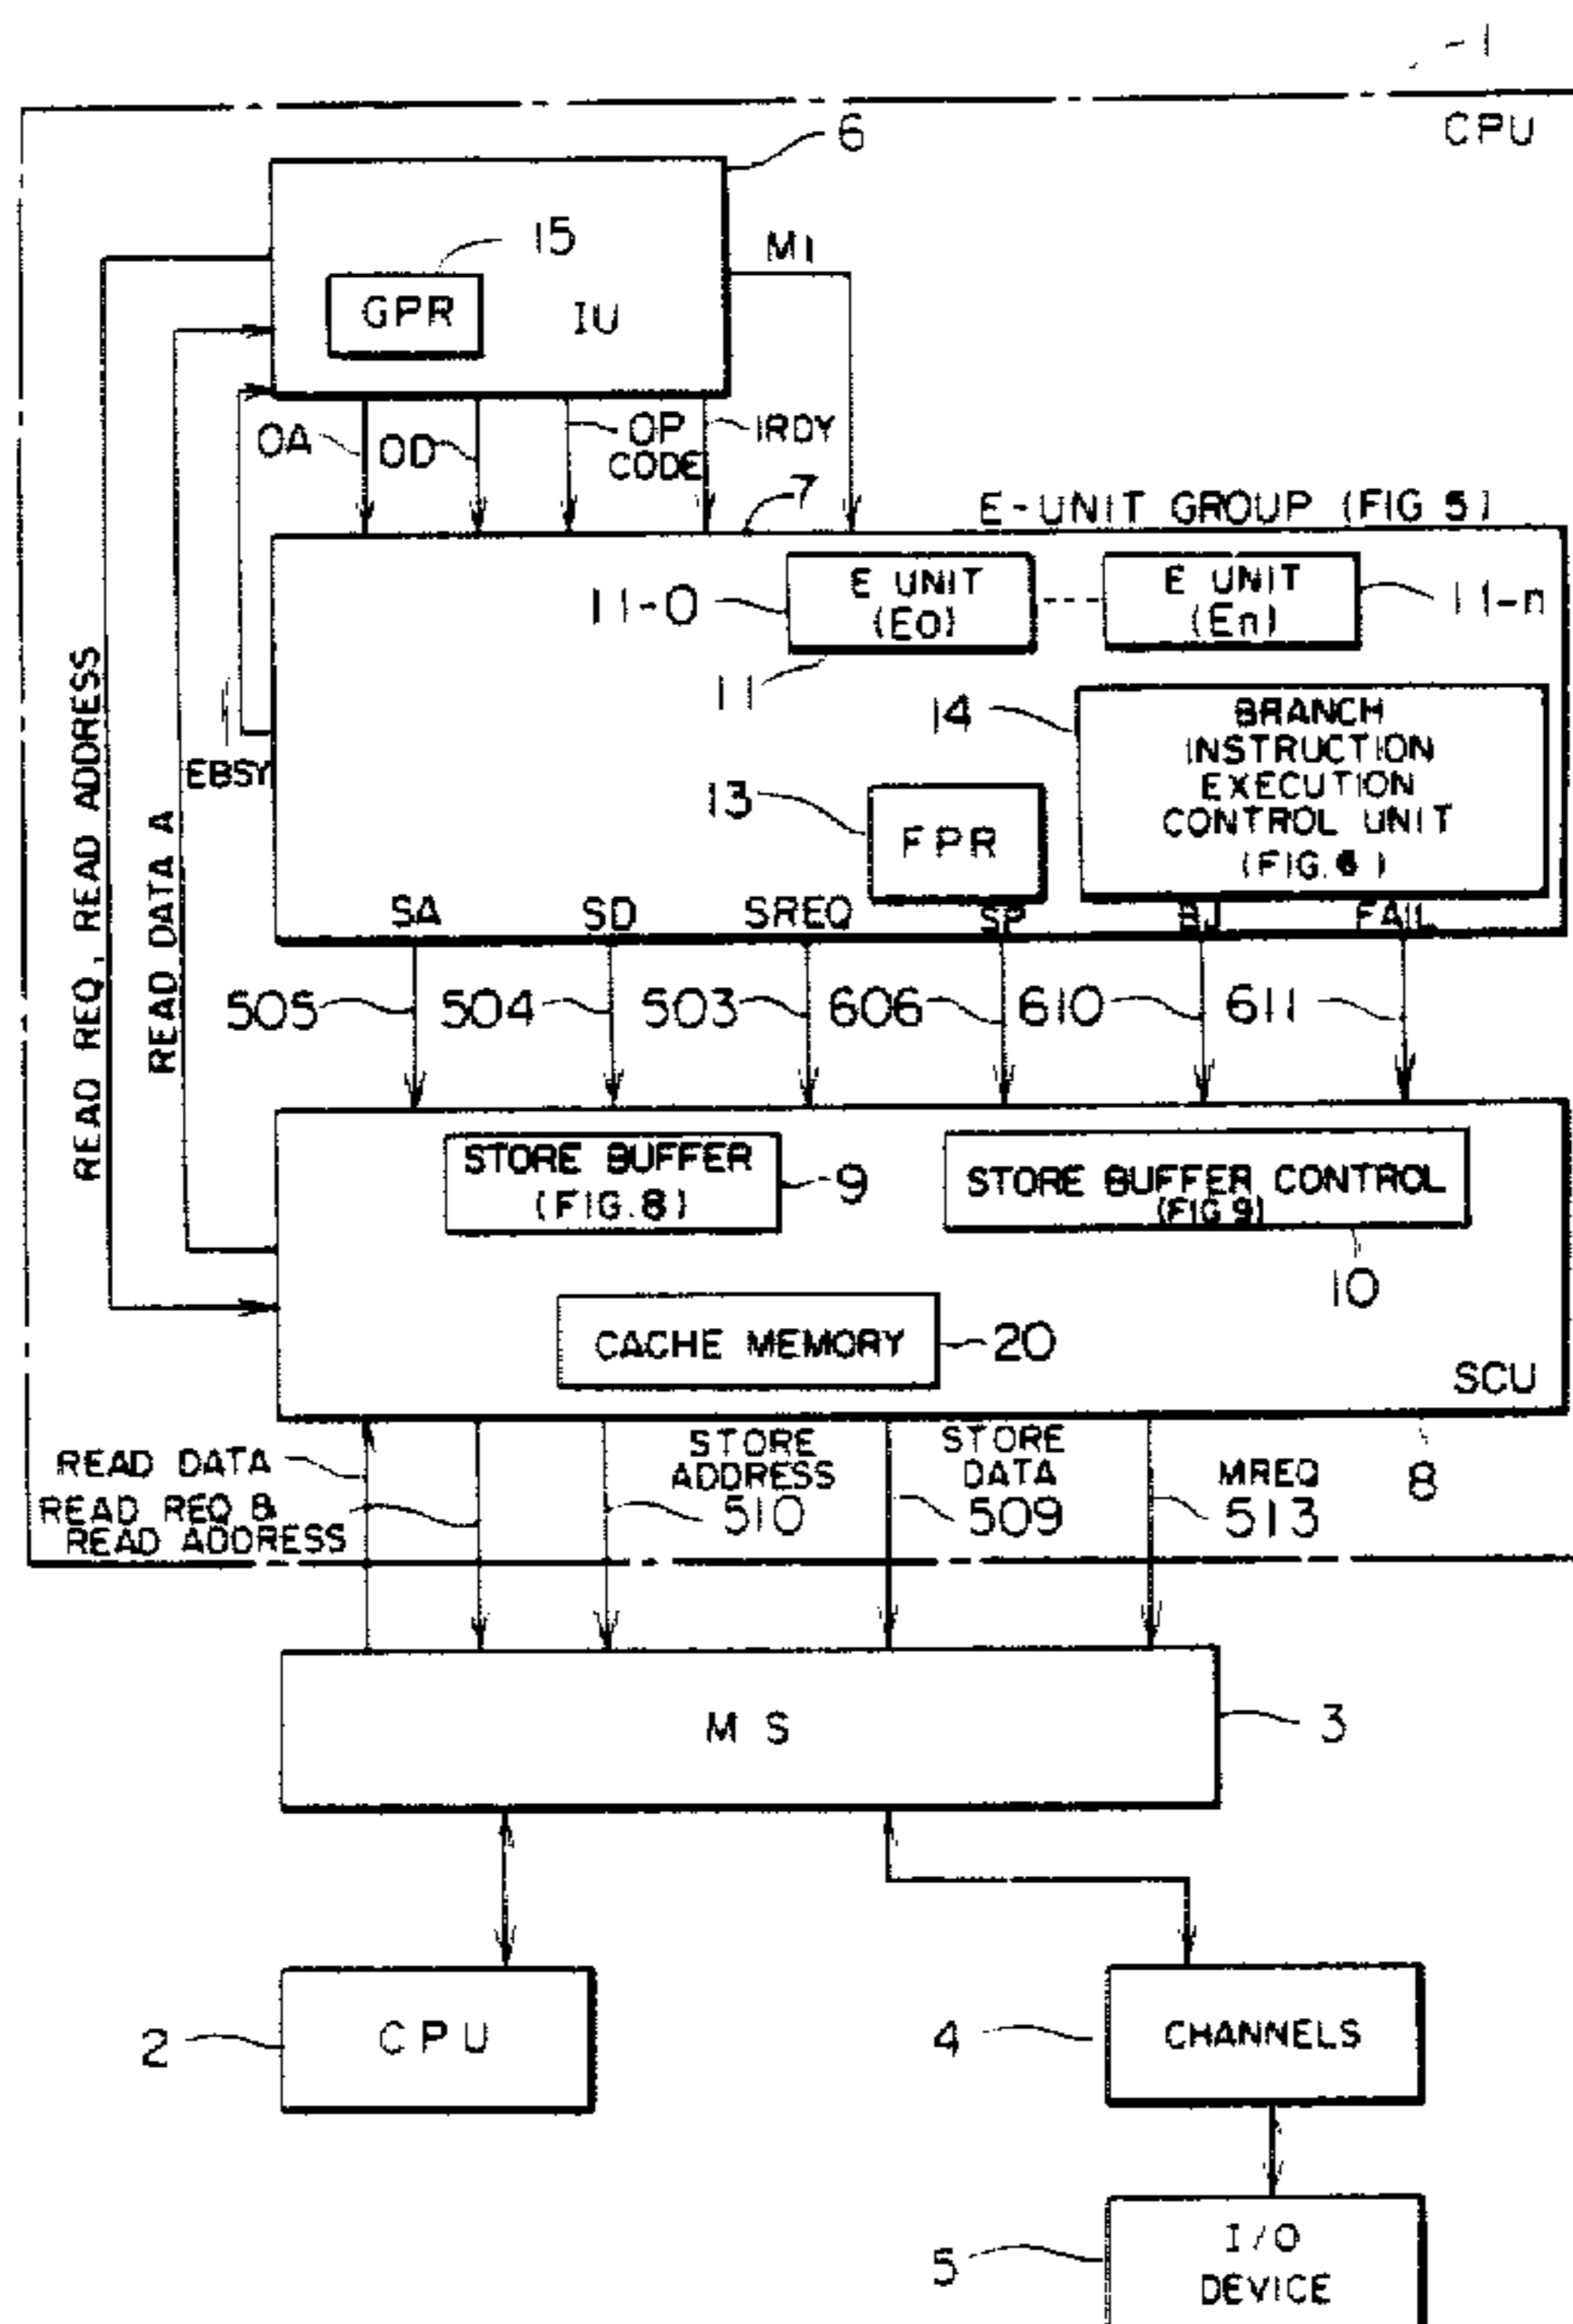 1
CPU
6
15
M1
GPR
IU
OA
OD
OP
CODE
IRDY
7
E-UNIT GROUP (FIG 5)
11-0
E UNIT
(E0)
E UNIT
(En)
11-n
11
14
BRANCH
INSTRUCTION
EXECUTION
CONTROL UNIT
(FIG. 6)
EBSY
13
FPR
READ REQ, READ ADDRESS
READ DATA A
SA
SD
SREQ
SP
FAIL
505
504
503
606
610
611
STORE BUFFER
(FIG. 8)
9
STORE BUFFER CONTROL
(FIG 9)
10
CACHE MEMORY
20
SCU
8
READ DATA
READ REQ &
READ ADDRESS
STORE
ADDRESS
510
STORE
DATA
509
MREQ
513
MS
3
2
CPU
4
CHANNELS
5
I/O
DEVICE